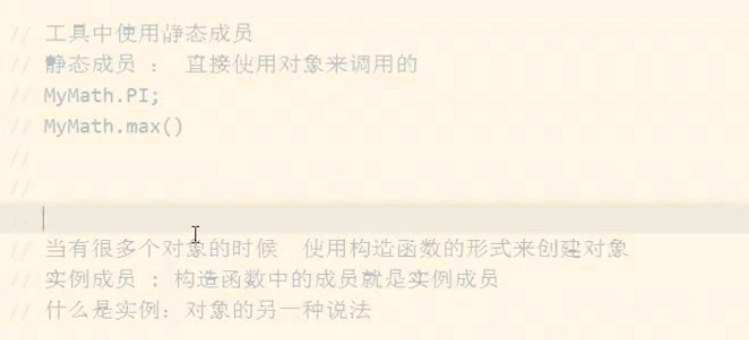 // 工具中使用静态成员
// 静态成员 ： 直接使用对象来调用的
// MyMath.PI;
// MyMath.max()
//
//
// 当有很多个对象的时候  使用构造函数的形式来创建对象
// 实例成员 : 构造函数中的成员就是实例成员
// 什么是实例: 对象的另一种说法